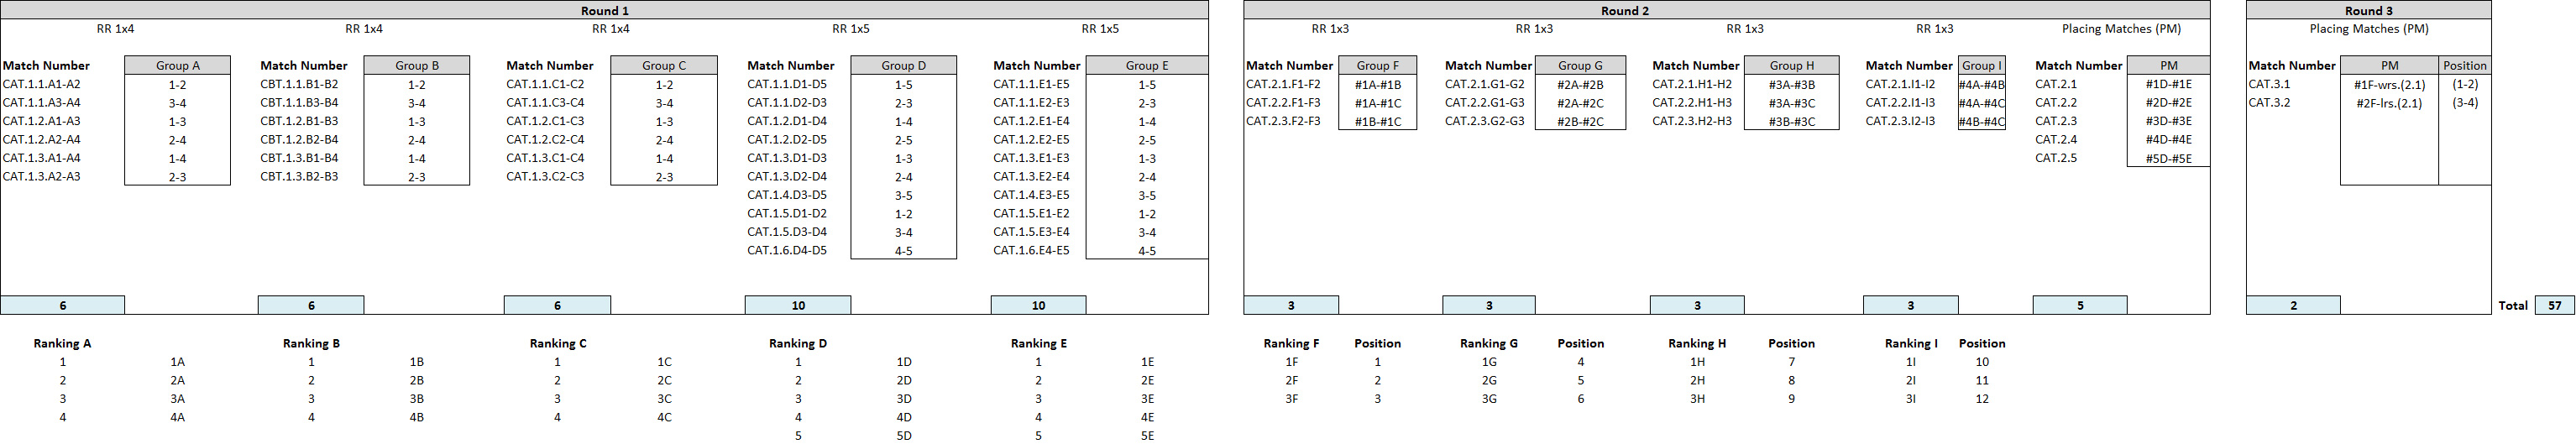 Round 1 Round 2 Round 3
RR 1x4 RR 1x4 RR 1x4 RR 1x5 RR 1x5 RR 1x3 RR 1x3 RR 1x3 RR 1x3 Placing Matches (PM) Placing Matches (PM)
Match Number Group A Match Number Group B Match Number Group C Match Number Group D Match Number Group E Match Number Group F Match Number Group G Match Number Group H Match Number Group I Match Number PM Match Number PM Position
CAT.1.1.A1-A2 1-2 CBT.1.1.B1-B2 1-2 CAT.1.1.C1-C2 1-2 CAT.1.1.D1-D5 1-5 CAT.1.1.E1-E5 1-5 CAT.2.1.F1-F2 #1A-#1B CAT.2.1.G1-G2 #2A-#2B CAT.2.1.H1-H2 #3A-#3B CAT.2.1.I1-I2 #4A-#4B CAT.2.1 #1D-#1E CAT.3.1 #1F-wrs.(2.1) (1-2)
CAT.1.1.A3-A4 3-4 CBT.1.1.B3-B4 3-4 CAT.1.1.C3-C4 3-4 CAT.1.1.D2-D3 2-3 CAT.1.1.E2-E3 2-3 CAT.2.2.F1-F3 #1A-#1C CAT.2.2.G1-G3 #2A-#2C CAT.2.2.H1-H3 #3A-#3C CAT.2.2.I1-I3 #4A-#4C CAT.2.2 #2D-#2E CAT.3.2 #2F-lrs.(2.1) (3-4)
CAT.1.2.A1-A3 1-3 CBT.1.2.B1-B3 1-3 CAT.1.2.C1-C3 1-3 CAT.1.2.D1-D4 1-4 CAT.1.2.E1-E4 1-4 CAT.2.3.F2-F3 #1B-#1C CAT.2.3.G2-G3 #2B-#2C CAT.2.3.H2-H3 #3B-#3C CAT.2.3.I2-I3 #4B-#4C CAT.2.3 #3D-#3E
CAT.1.2.A2-A4 2-4 CBT.1.2.B2-B4 2-4 CAT.1.2.C2-C4 2-4 CAT.1.2.D2-D5 2-5 CAT.1.2.E2-E5 2-5 CAT.2.4 #4D-#4E
CAT.1.3.A1-A4 1-4 CBT.1.3.B1-B4 1-4 CAT.1.3.C1-C4 1-4 CAT.1.3.D1-D3 1-3 CAT.1.3.E1-E3 1-3 CAT.2.5 #5D-#5E
CAT.1.3.A2-A3 2-3 CBT.1.3.B2-B3 2-3 CAT.1.3.C2-C3 2-3 CAT.1.3.D2-D4 2-4 CAT.1.3.E2-E4 2-4
CAT.1.4.D3-D5 3-5 CAT.1.4.E3-E5 3-5
CAT.1.5.D1-D2 1-2 CAT.1.5.E1-E2 1-2
CAT.1.5.D3-D4 3-4 CAT.1.5.E3-E4 3-4
CAT.1.6.D4-D5 4-5 CAT.1.6.E4-E5 4-5
6 6 6 10 10 3 3 3 3 5 2 Total 57
Ranking A Ranking B Ranking C Ranking D Ranking E Ranking F Position Ranking G Position Ranking H Position Ranking I Position
1 1A 1 1B 1 1C 1 1D 1 1E 1F 1 1G 4 1H 7 1I 10
2 2A 2 2B 2 2C 2 2D 2 2E 2F 2 2G 5 2H 8 2I 11
3 3A 3 3B 3 3C 3 3D 3 3E 3F 3 3G 6 3H 9 3I 12
4 4A 4 4B 4 4C 4 4D 4 4E
5 5D 5 5E